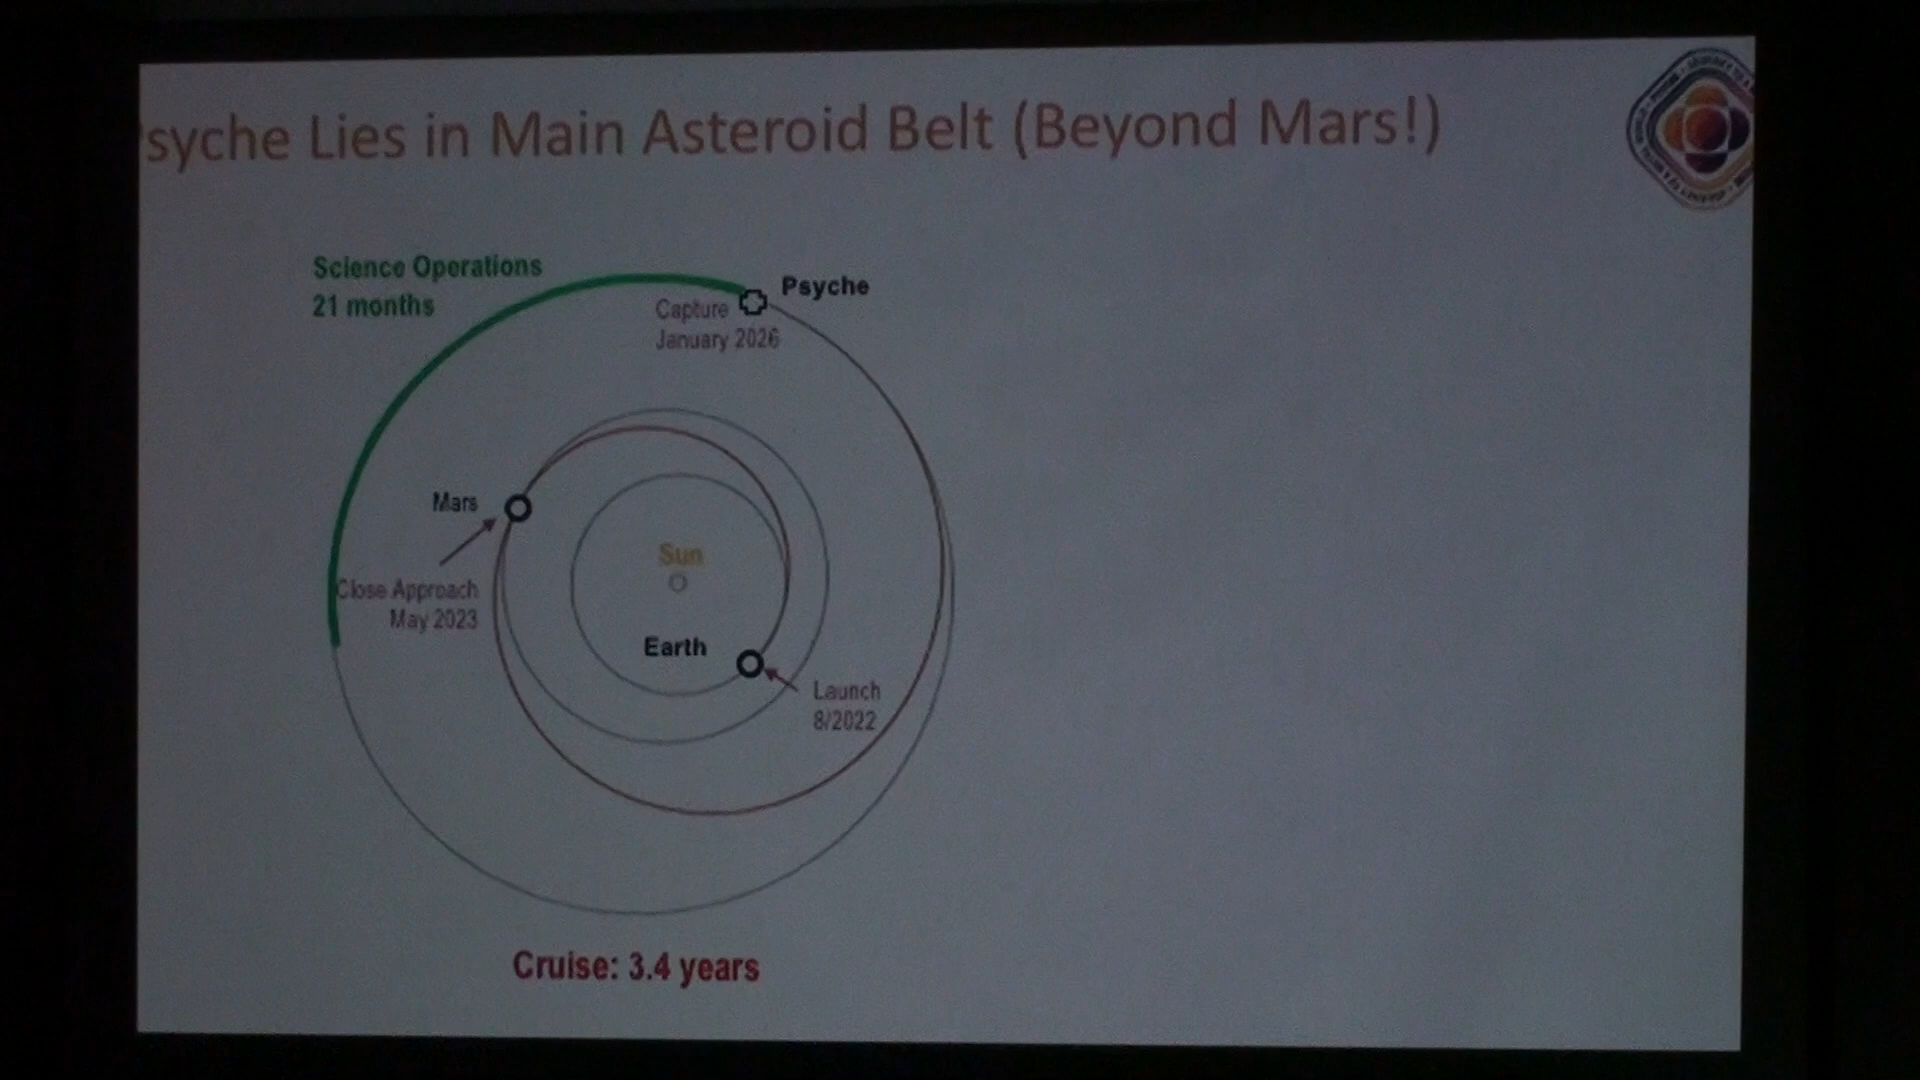 syche Lies in Main Asteroid Belt (Beyond Mars!)
Science Operations
21 months
Psyche
Capture
January 2026
Mars
Close Approach
May 2023
Sun
Earth
Launch
8/2022
Cruise: 3.4 years